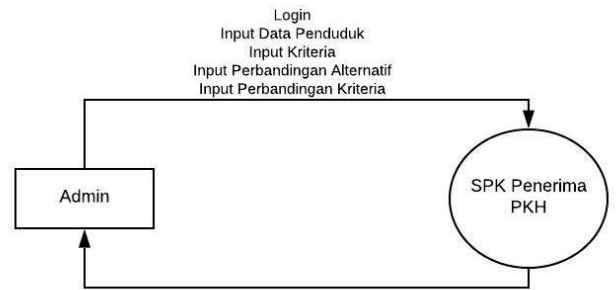 Login
Input Data Penduduk
Input Kriteria
Input Perbandingan Alternatif
Input Perbandingan Kriteria
Admin
SPK Penerima
PKH